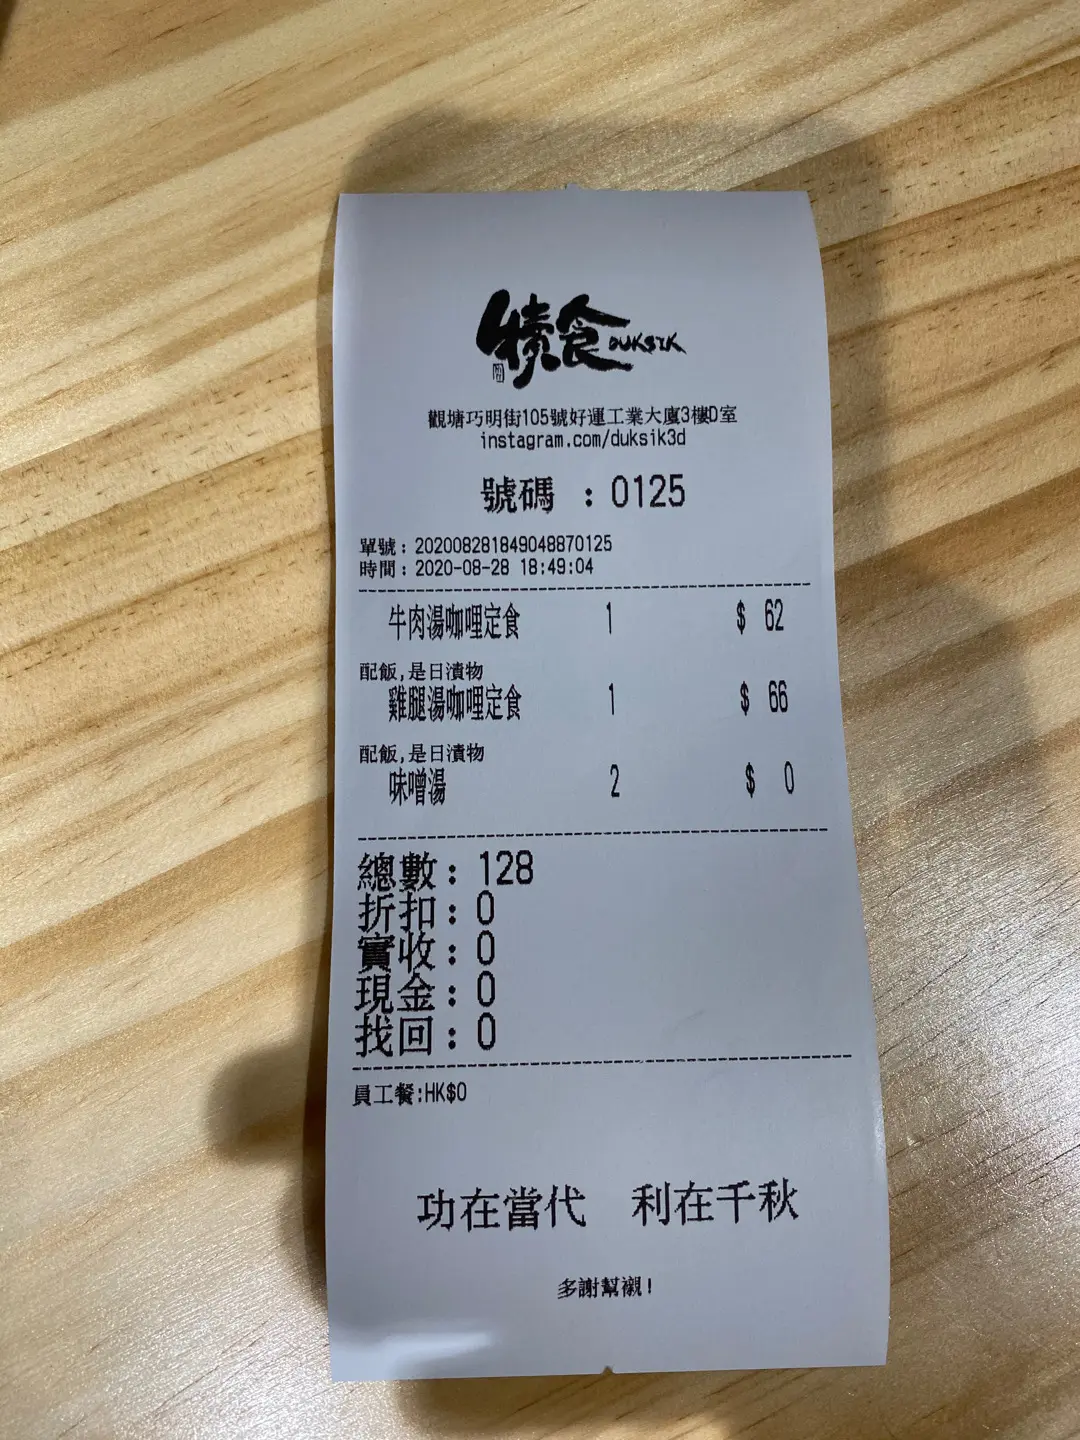 食 DUKSIK
觀塘巧明街105號好運工業大廈3樓D室
instagram.com/duksik3d
號碼 : 0125
單號: 202008281849048870125
時間: 2020-08-28 18:49:04
牛肉湯咖哩定食 1 $ 62
配飯,是日漬物
雞腿湯咖哩定食 1 $ 66
配飯,是日漬物
味噌湯 2 $ 0
總數: 128
折扣: 0
實收: 0
現金: 0
找回: 0
員工餐:HK$0
功在當代 利在千秋
多謝幫襯!